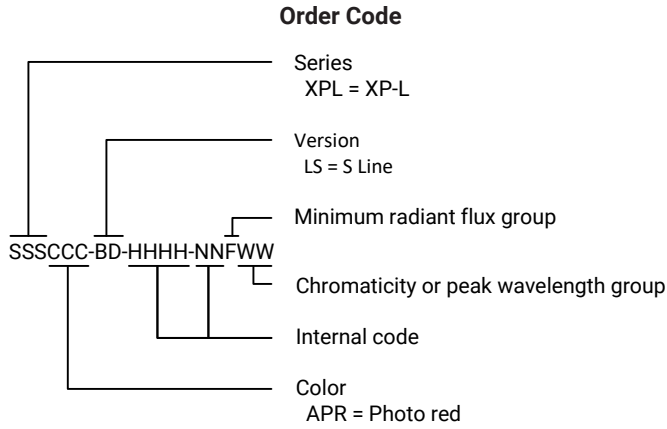 Order Code
Series
XPL = XP-L
Version
LS = S Line
Minimum radiant flux group
SSSCCC-BD-HHHH-NNFWW
Chromaticity or peak wavelength group
Internal code
Color
APR = Photo red